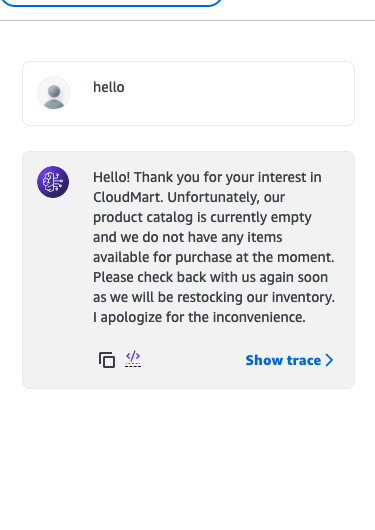 hello
Hello! Thank you for your interest in
CloudMart. Unfortunately, our
product catalog is currently empty
and we do not have any items
available for purchase at the moment.
Please check back with us again soon
as we will be restocking our inventory.
I apologize for the inconvenience.
</> Show trace >